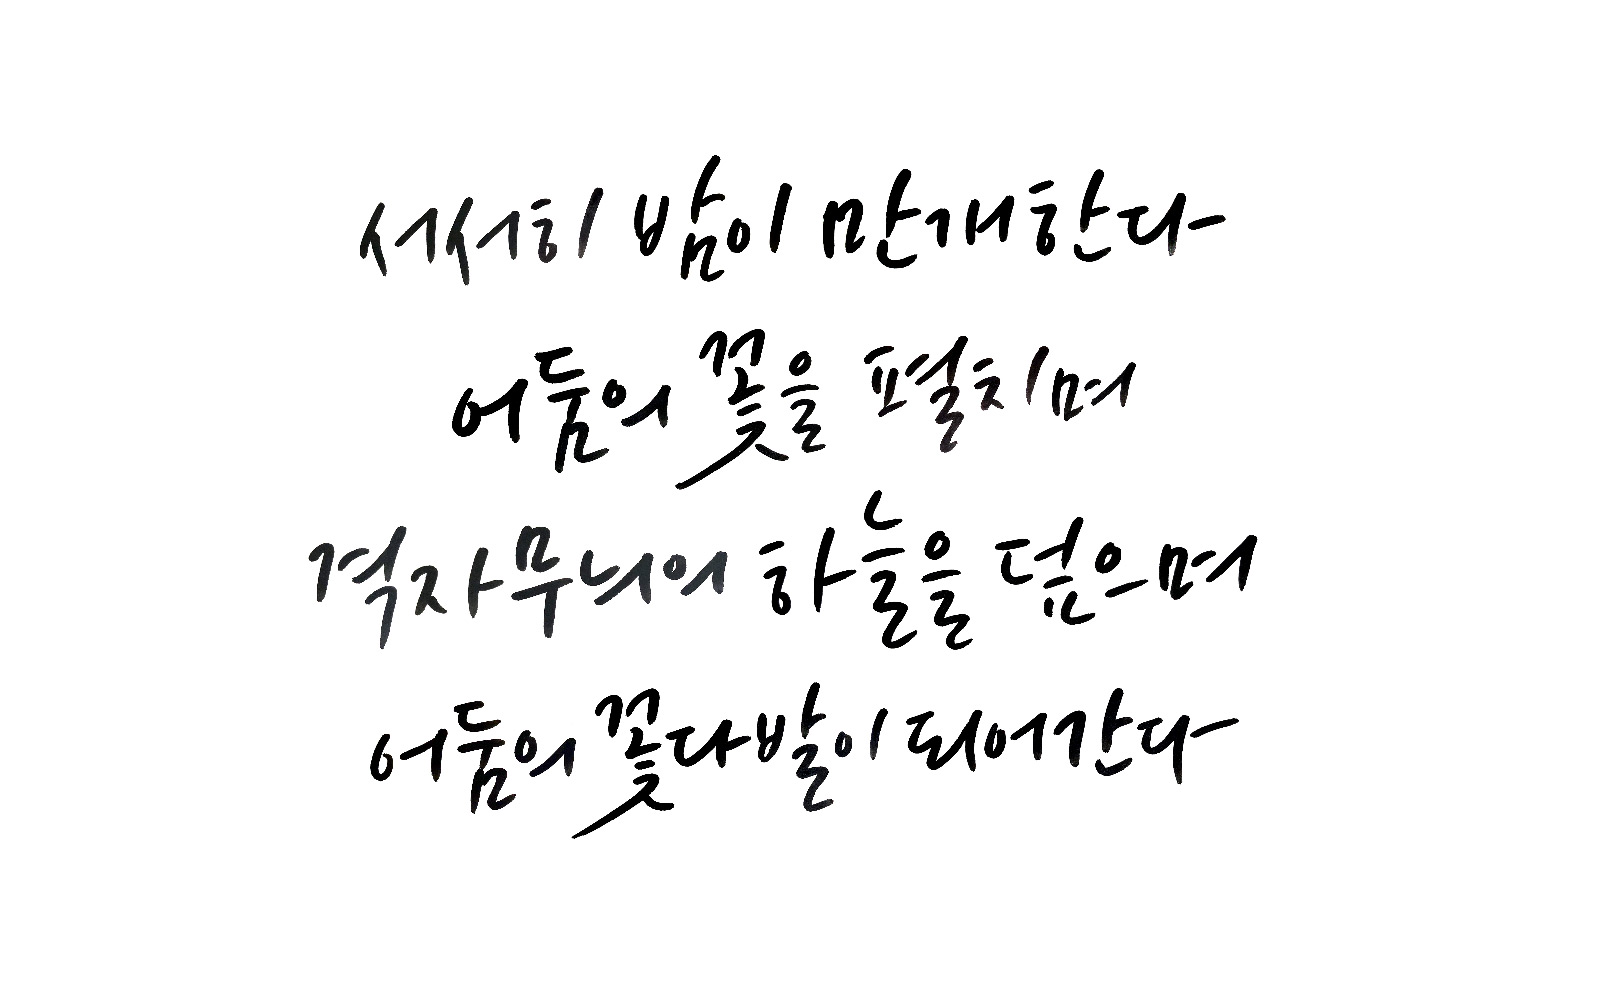 서서히 밤이 만개한다
어둠의 꽃을 펼치며
격자무늬의 하늘을 덮으며
어둠의 꽃다발이 되어간다